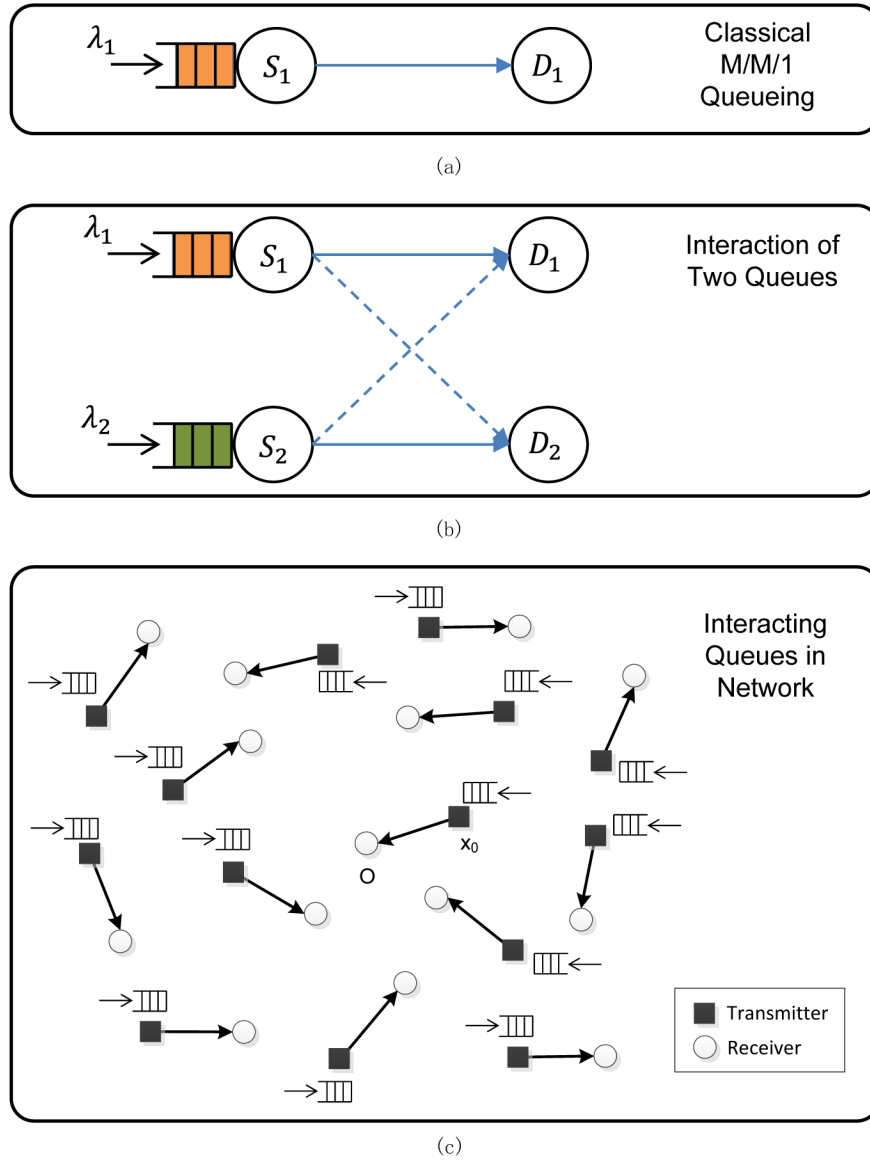 λ₁
S₁
D₁
Classical
M/M/1
Queueing
(a)
λ₁
S₁
D₁
Interaction of
Two Queues
λ₂
S₂
D₂
(b)
Interacting
Queues in
Network
x₀
O
Transmitter
Receiver
(c)